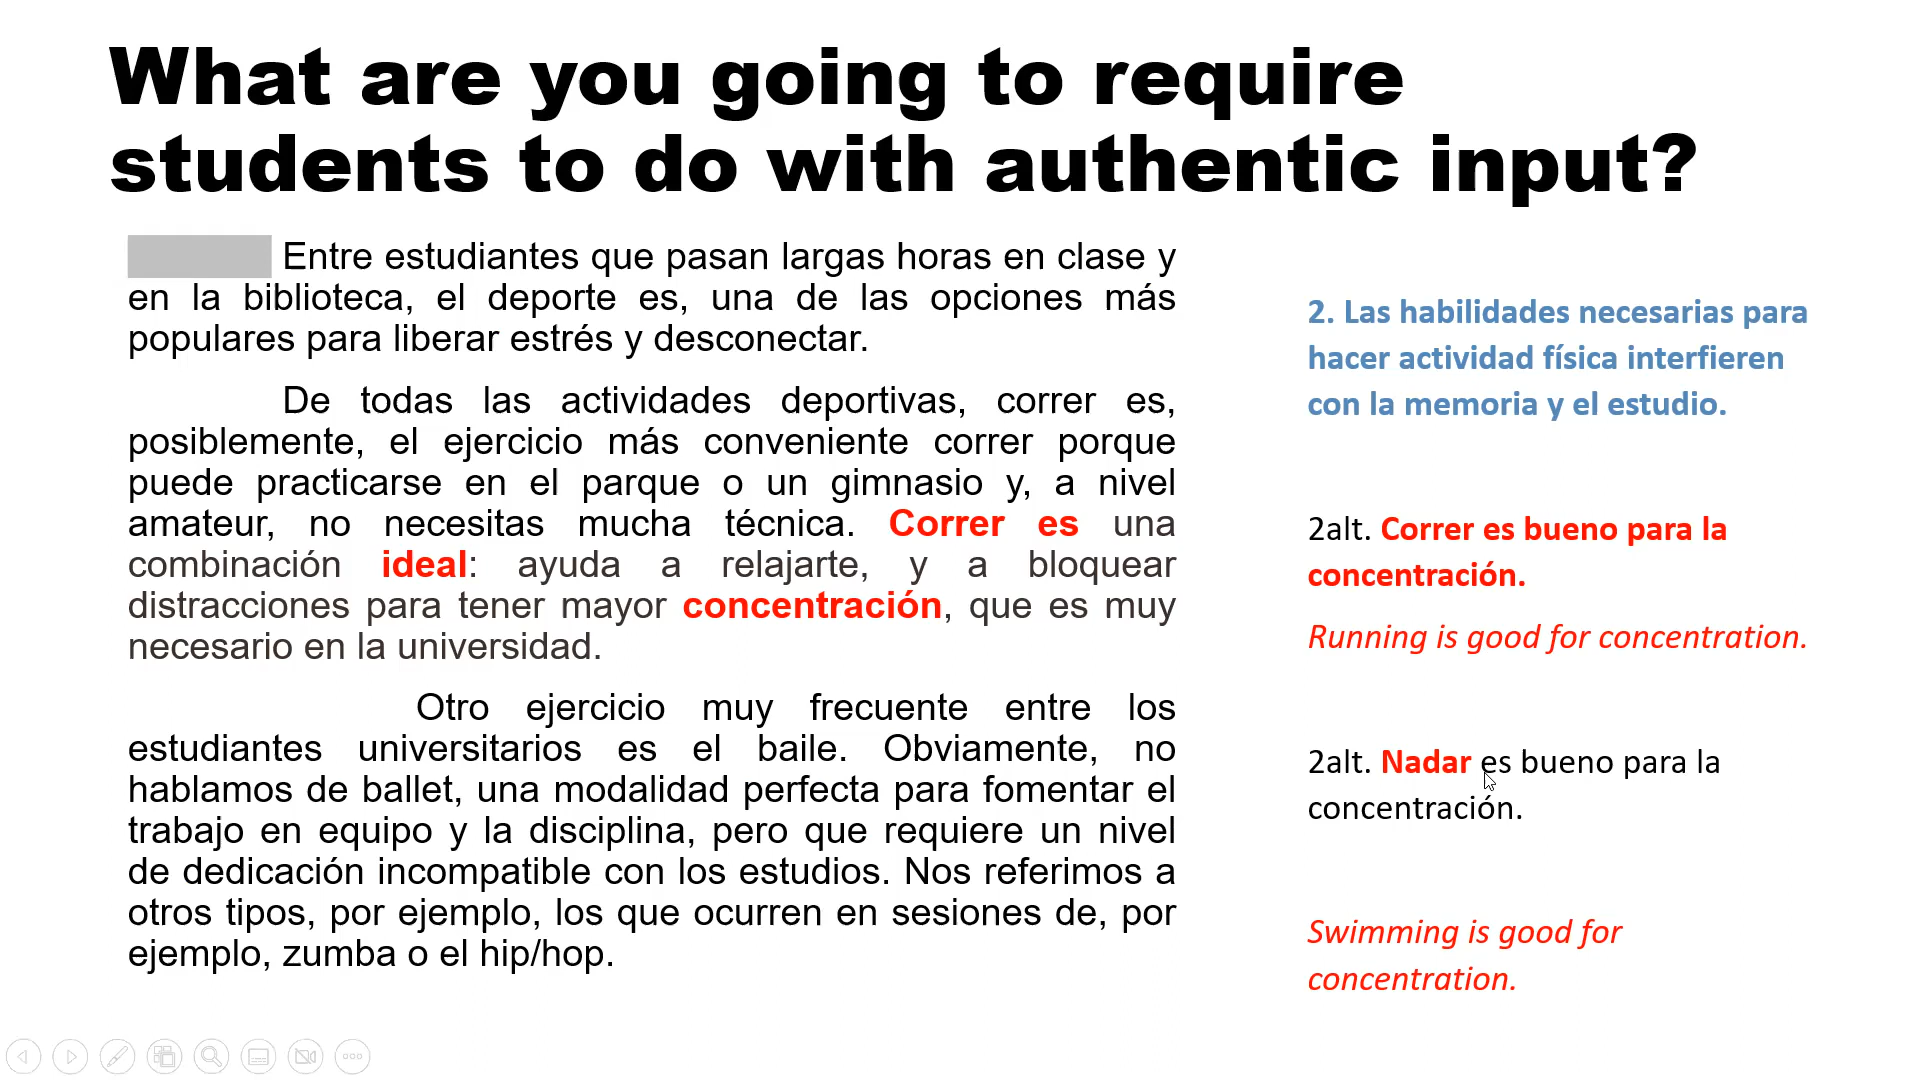 What are you going to require
students to do with authentic input?
Entre estudiantes que pasan largas horas en clase y
en la biblioteca, el deporte es, una de las opciones más
populares para liberar estrés y desconectar.
De todas las actividades deportivas, correr es,
posiblemente, el ejercicio más conveniente correr porque
puede practicarse en el parque o un gimnasio y, a nivel
amateur, no necesitas mucha técnica. Correr es una
combinación ideal: ayuda a relajarte, y a bloquear
distracciones para tener mayor concentración, que es muy
necesario en la universidad.
Otro ejercicio muy frecuente entre los
estudiantes universitarios es el baile. Obviamente, no
hablamos de ballet, una modalidad perfecta para fomentar el
trabajo en equipo y la disciplina, pero que requiere un nivel
de dedicación incompatible con los estudios. Nos referimos a
otros tipos, por ejemplo, los que ocurren en sesiones de, por
ejemplo, zumba o el hip/hop.
2. Las habilidades necesarias para
hacer actividad física interfieren
con la memoria y el estudio.
2alt. Correr es bueno para la
concentración.
Running is good for concentration.
2alt. Nadar es bueno para la
concentración.
Swimming is good for
concentration.